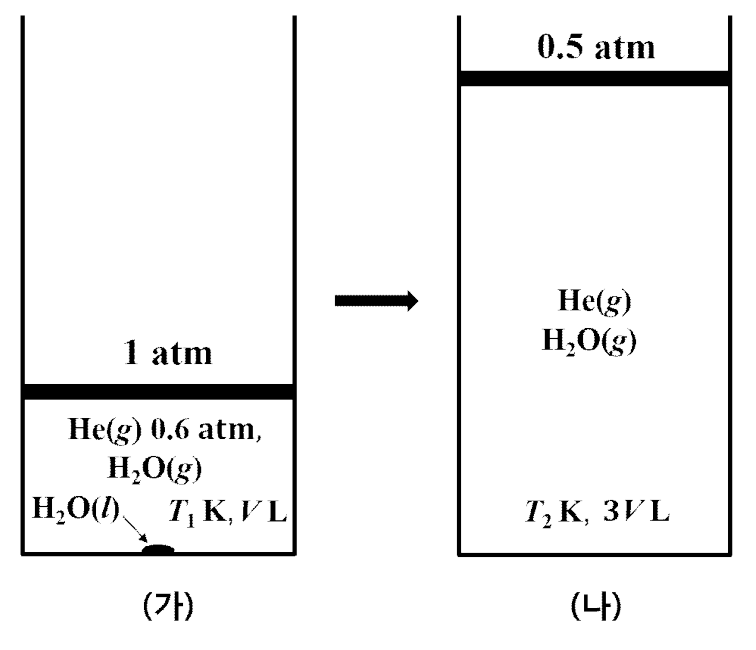 1 atm
He(g) 0.6 atm,
H₂O(g)
H₂O(l) T₁ K, V L
(가)
0.5 atm
He(g)
H₂O(g)
T₂ K, 3V L
(나)